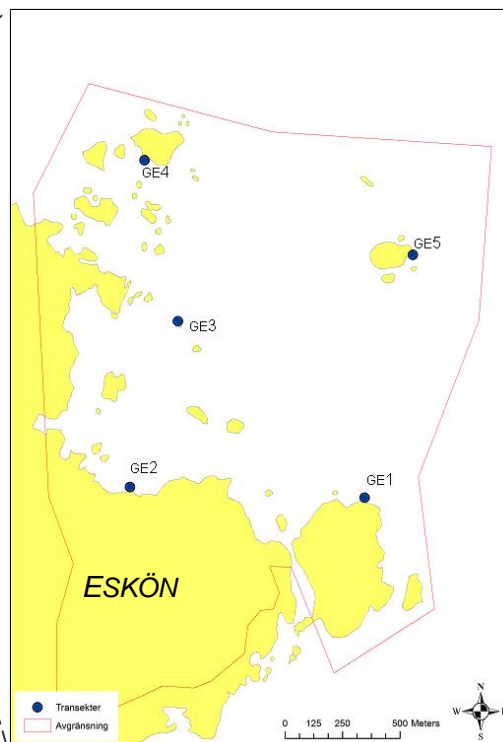 GE4
GE5
GE3
GE2
GE1
ESKÖN
Transekter
Avgränsning
0 125 250 500 Meters
N
W
S